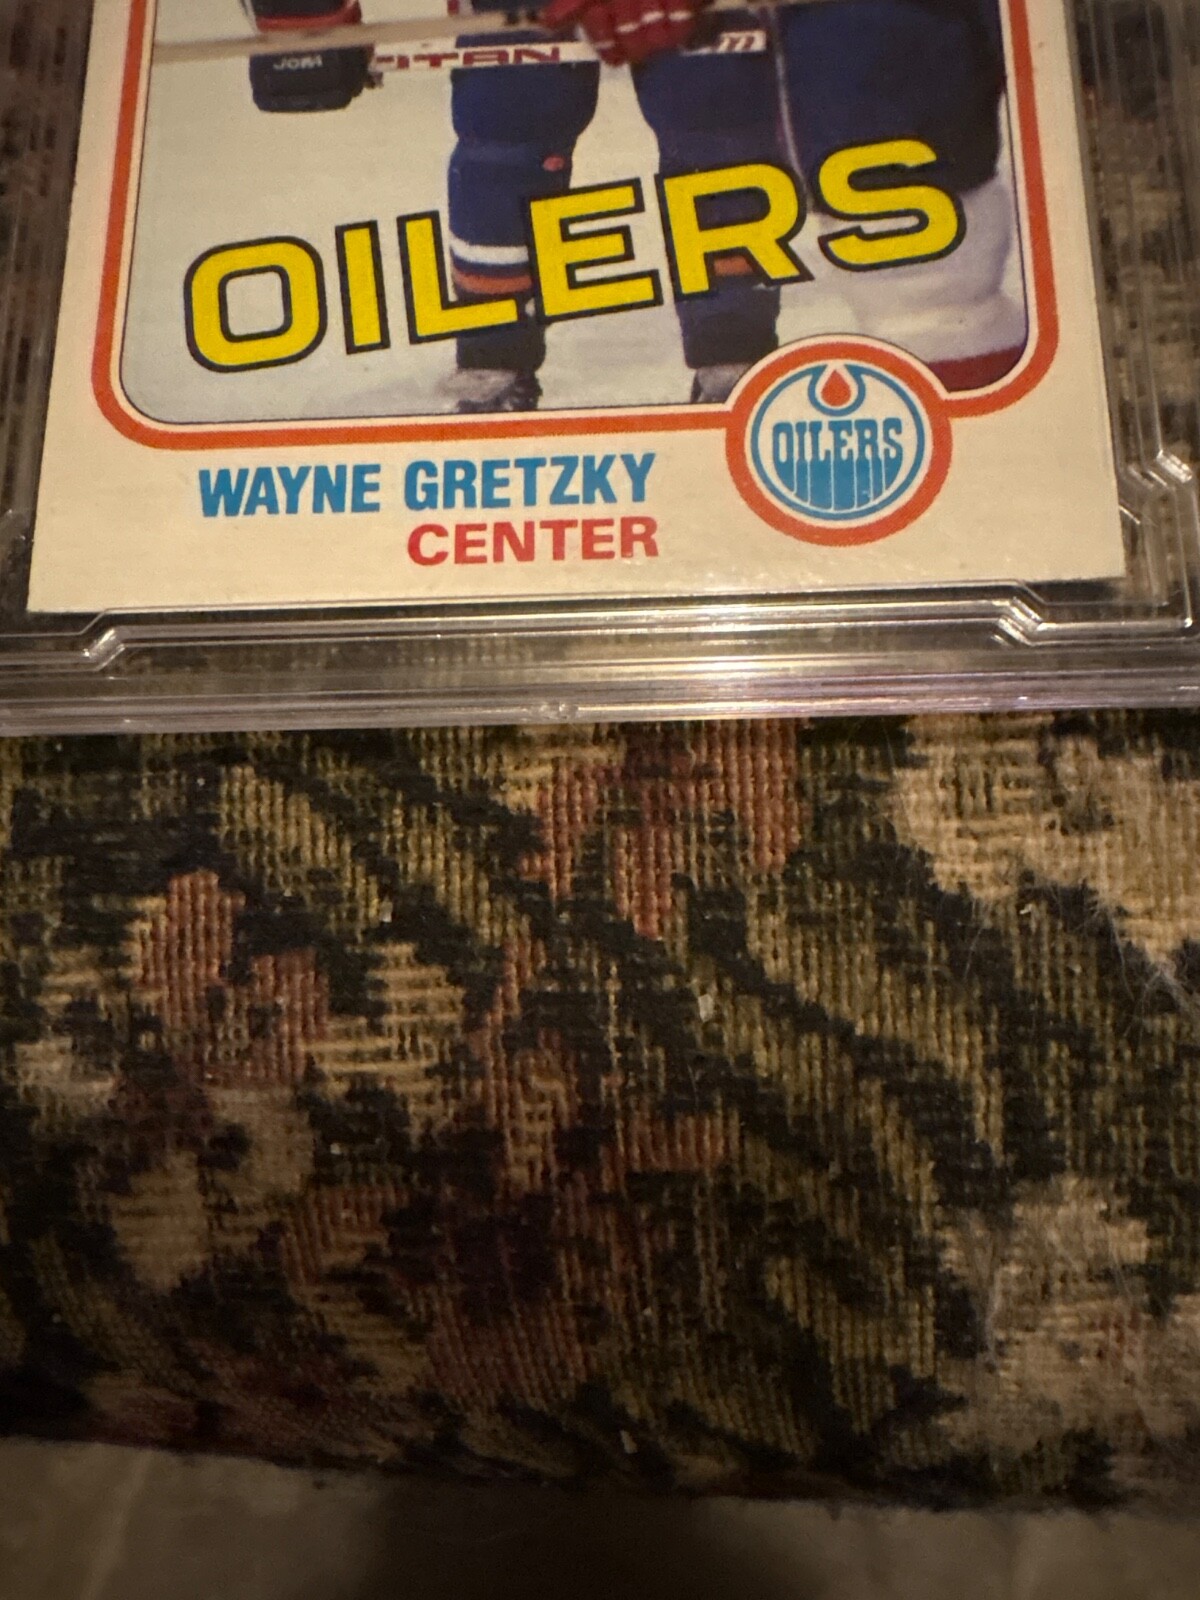 JOFA
TITAN
OILERS
OILERS
WAYNE GRETZKY
CENTER